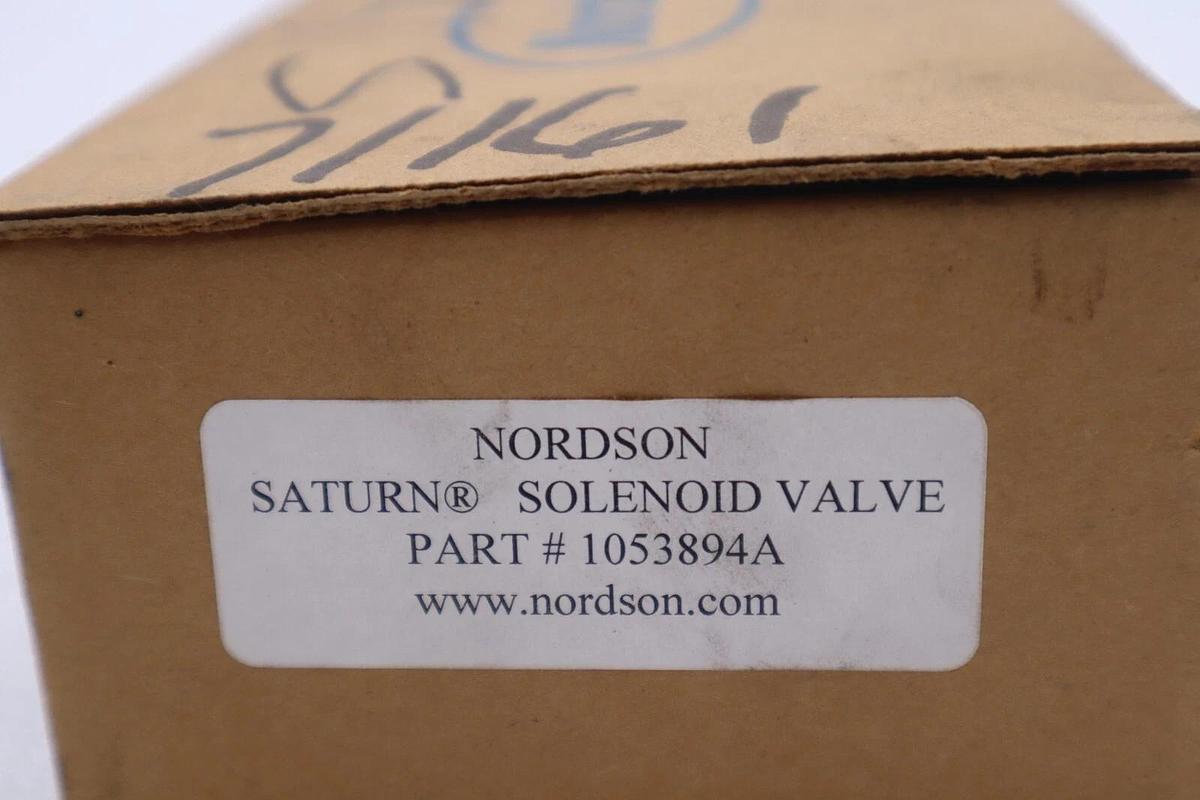 NORDSON
SATURN® SOLENOID VALVE
PART # 1053894A
www.nordson.com